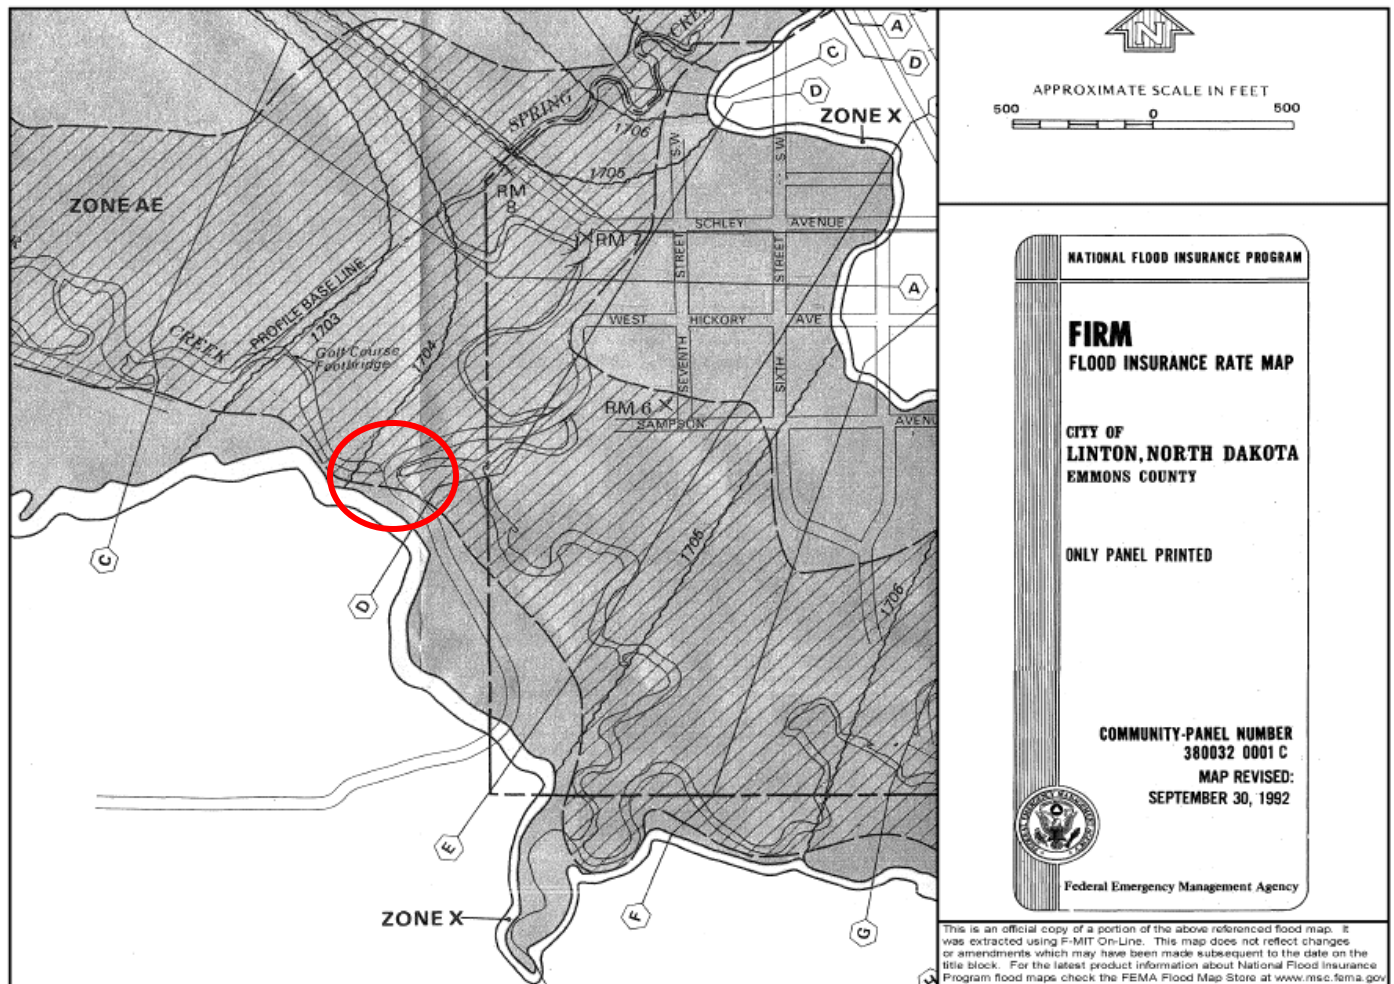 CREEK
A
D
C
D
ZONE X
SPRING
1706
S.W
S.W
1705
RM
8
ZONE AE
SCHLEY AVENUE
RM 7
STREET
STREET
A
PROFILE BASE LINE
1703
CREEK
Golf Course
Footbridge
1704
WEST HICKORY AVE
SEVENTH
SIXTH
RM 6
SAMPSON
AVENU
C
D
1705
1706
E
ZONE X
F
G
H
N
APPROXIMATE SCALE IN FEET
500 0 500
NATIONAL FLOOD INSURANCE PROGRAM
FIRM
FLOOD INSURANCE RATE MAP
CITY OF
LINTON, NORTH DAKOTA
EMMONS COUNTY
ONLY PANEL PRINTED
COMMUNITY-PANEL NUMBER
380032 0001 C
MAP REVISED:
SEPTEMBER 30, 1992
FEDERAL EMERGENCY MANAGEMENT AGENCY
Federal Emergency Management Agency
This is an official copy of a portion of the above referenced flood map. It
was extracted using F-MIT On-Line. This map does not reflect changes
or amendments which may have been made subsequent to the date on the
title block. For the latest product information about National Flood Insurance
Program flood maps check the FEMA Flood Map Store at www.msc.fema.gov